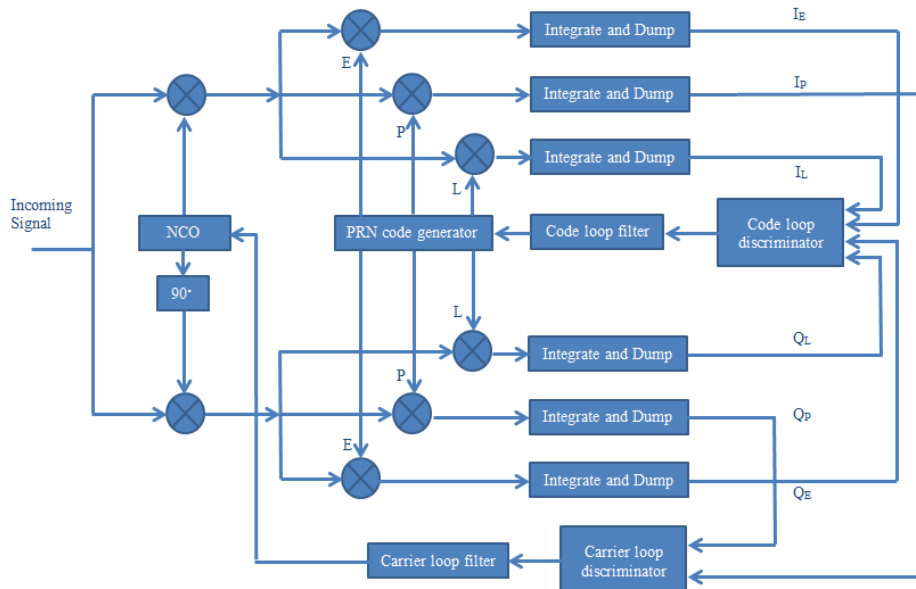 I_E
Integrate and Dump
E
I_P
Integrate and Dump
P
Integrate and Dump
I_L
L
Incoming
Signal
NCO
PRN code generator
Code loop filter
Code loop
discriminator
90°
L
Q_L
Integrate and Dump
P
Q_P
Integrate and Dump
E
Integrate and Dump
Q_E
Carrier loop filter
Carrier loop
discriminator